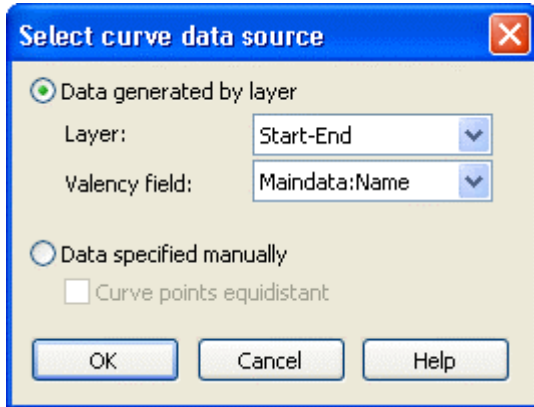 Select curve data source
Data generated by layer
Layer: Start-End
Valency field: Maindata:Name
Data specified manually
Curve points equidistant
OK Cancel Help